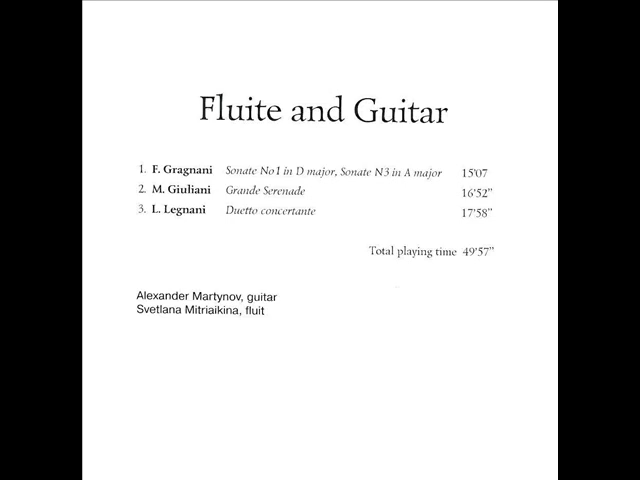 Fluite and Guitar
1. F. Gragnani Sonate No1 in D major, Sonate N3 in A major 15'07
2. M. Giuliani Grande Serenade 16'52"
3. L. Legnani Duetto concertante 17'58"
Total playing time 49'57"
Alexander Martynov, guitar
Svetlana Mitriaikina, fluit